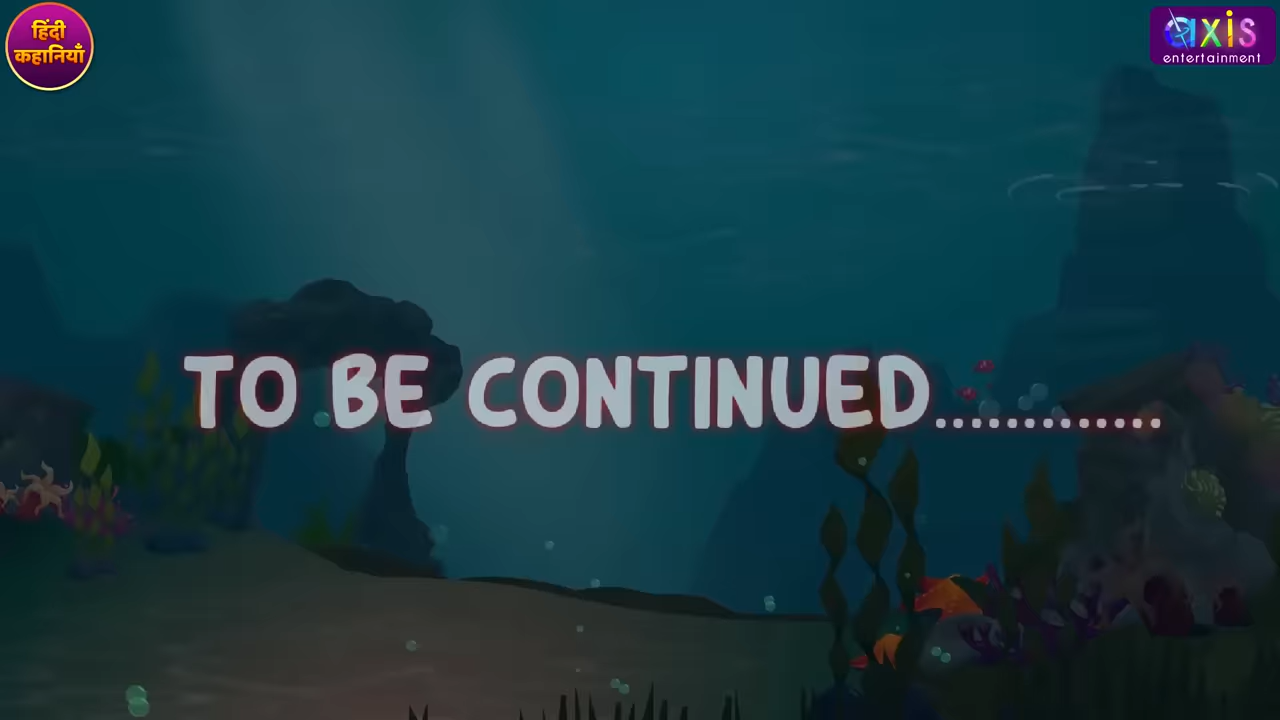 हिंदी
कहानियाँ
axis
entertainment
TO BE CONTINUED.............